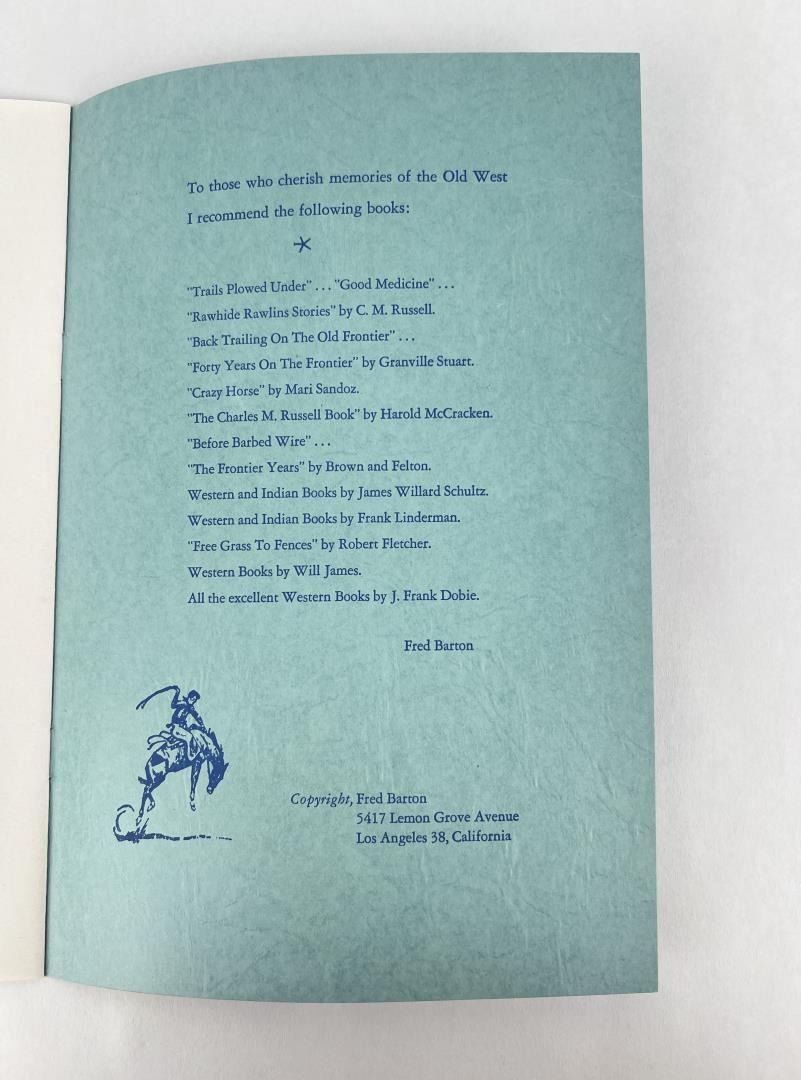 To those who cherish memories of the Old West
I recommend the following books:
"Trails Plowed Under" . . . "Good Medicine" . . .
"Rawhide Rawlins Stories" by C. M. Russell.
"Back Trailing On The Old Frontier" . . .
"Forty Years On The Frontier" by Granville Stuart.
"Crazy Horse" by Mari Sandoz.
"The Charles M. Russell Book" by Harold McCracken.
"Before Barbed Wire" . . .
"The Frontier Years" by Brown and Felton.
Western and Indian Books by James Willard Schultz.
Western and Indian Books by Frank Linderman.
"Free Grass To Fences" by Robert Fletcher.
Western Books by Will James.
All the excellent Western Books by J. Frank Dobie.
Fred Barton
Copyright, Fred Barton
5417 Lemon Grove Avenue
Los Angeles 38, California